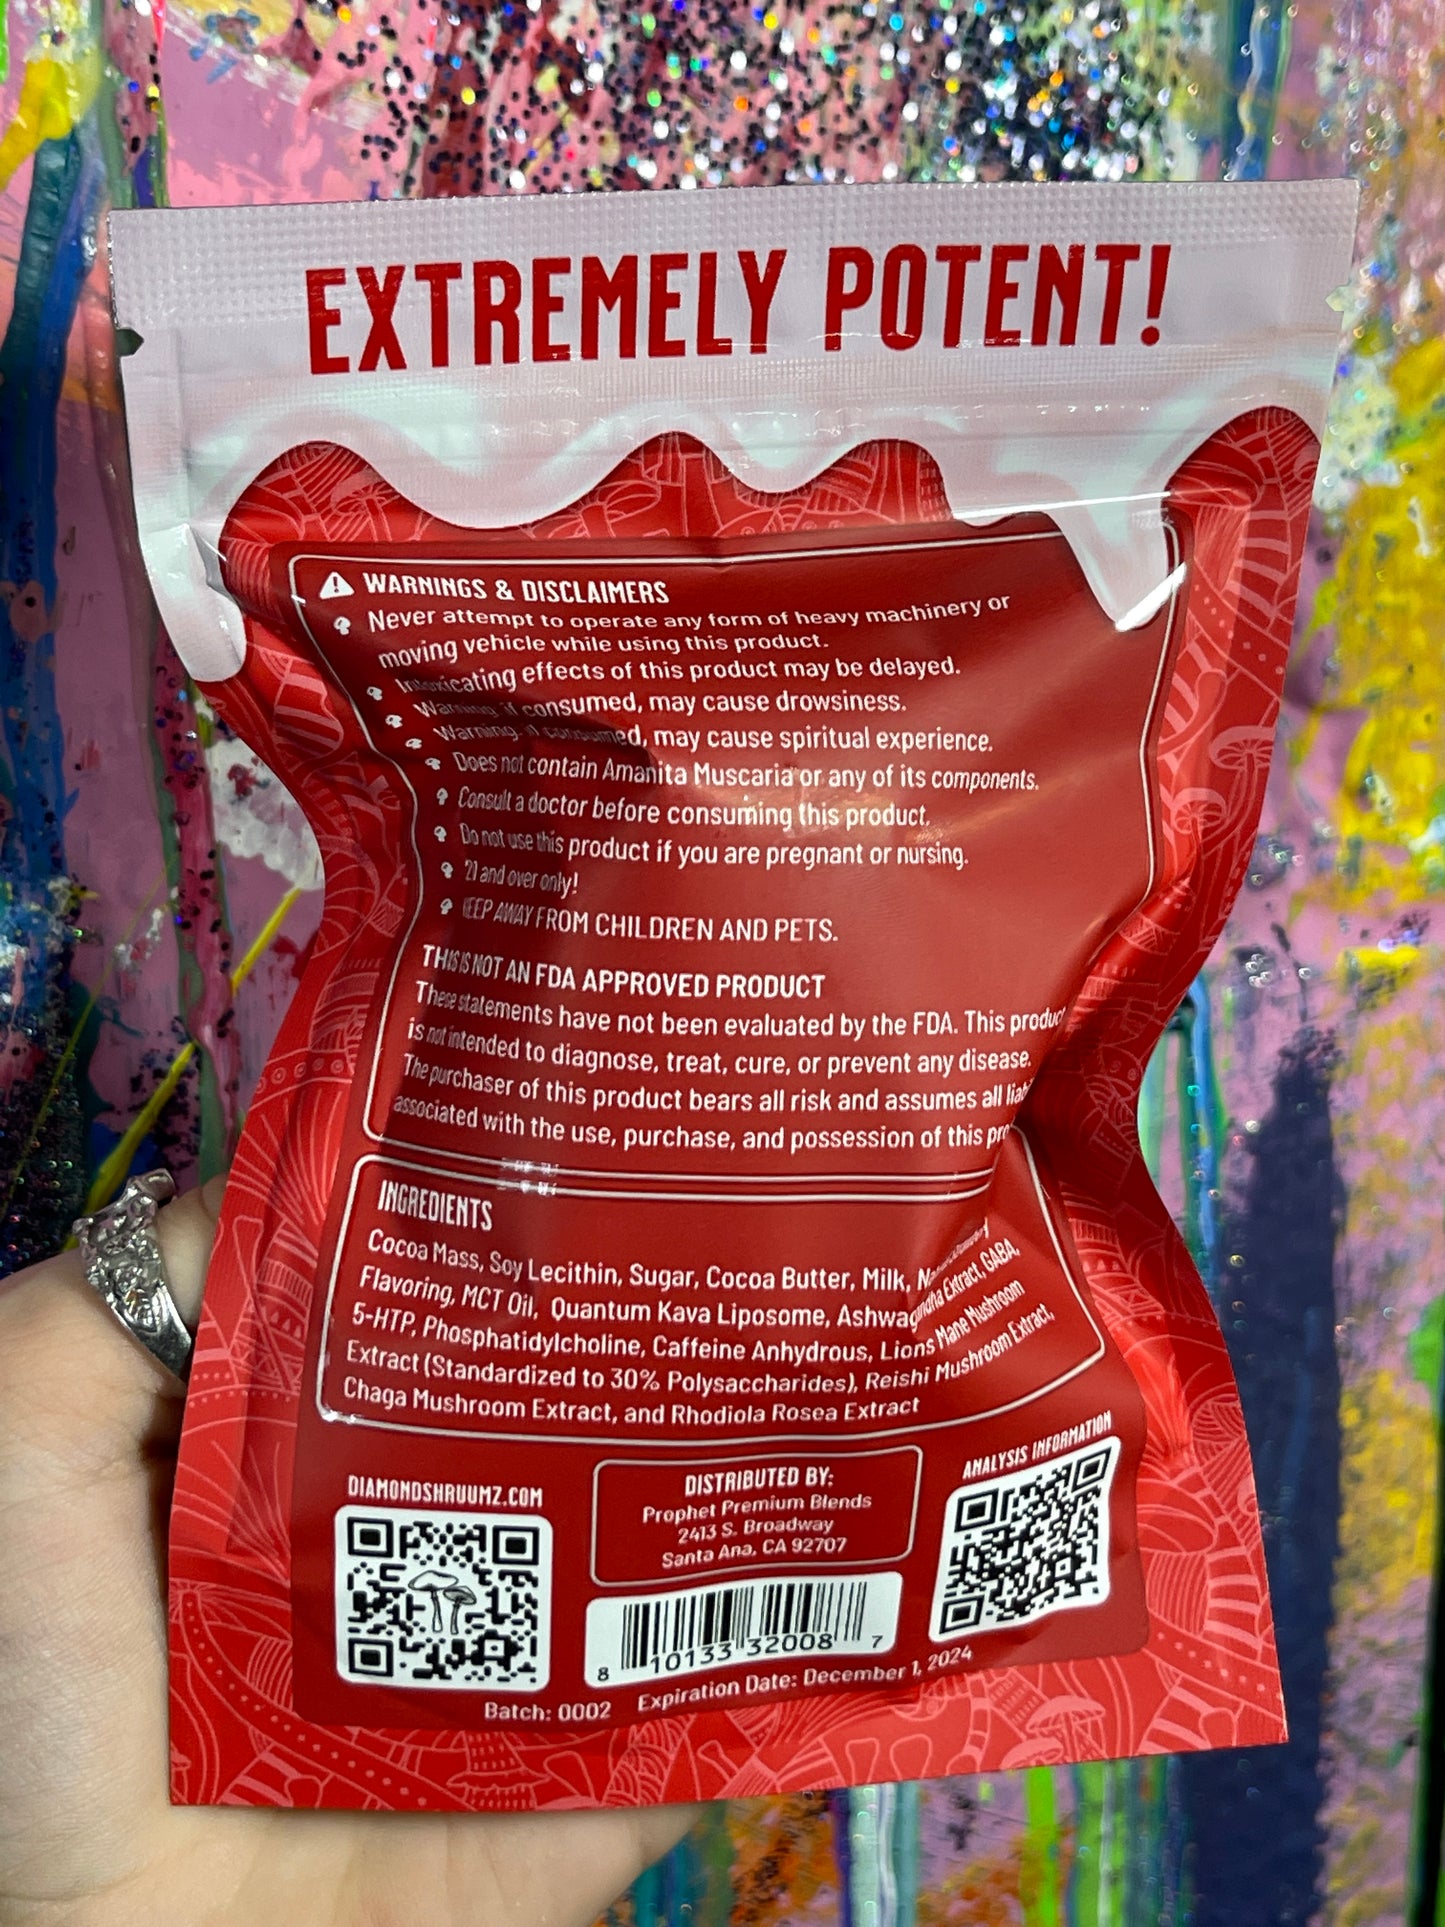 EXTREMELY POTENT!
WARNINGS & DISCLAIMERS
Never attempt to operate any form of heavy machinery or
moving vehicle while using this product.
Intoxicating effects of this product may be delayed.
Warning, if consumed, may cause drowsiness.
Warning, if consumed, may cause spiritual experience.
Does not contain Amanita Muscaria or any of its components.
Consult a doctor before consuming this product.
Do not use this product if you are pregnant or nursing.
21 and over only!
KEEP AWAY FROM CHILDREN AND PETS.
THIS IS NOT AN FDA APPROVED PRODUCT
These statements have not been evaluated by the FDA. This product
is not intended to diagnose, treat, cure, or prevent any disease.
The purchaser of this product bears all risk and assumes all
associated with the use, purchase, and possession of this
INGREDIENTS
Cocoa Mass, Soy Lecithin, Sugar, Cocoa Butter, Milk,
Flavoring, MCT Oil, Quantum Kava Liposome, Ashwagandha Extract, GABA,
5-HTP, Phosphatidylcholine, Caffeine Anhydrous, Lions Mane Mushroom
Extract (Standardized to 30% Polysaccharides), Reishi Mushroom Extract,
Chaga Mushroom Extract, and Rhodiola Rosea Extract
DIAMONDSHRUUMZ.COM
DISTRIBUTED BY:
Prophet Premium Blends
2413 S. Broadway
Santa Ana, CA 92707
ANALYSIS INFORMATION
8 10133 32008 7
Batch: 0002 Expiration Date: December 1, 2024